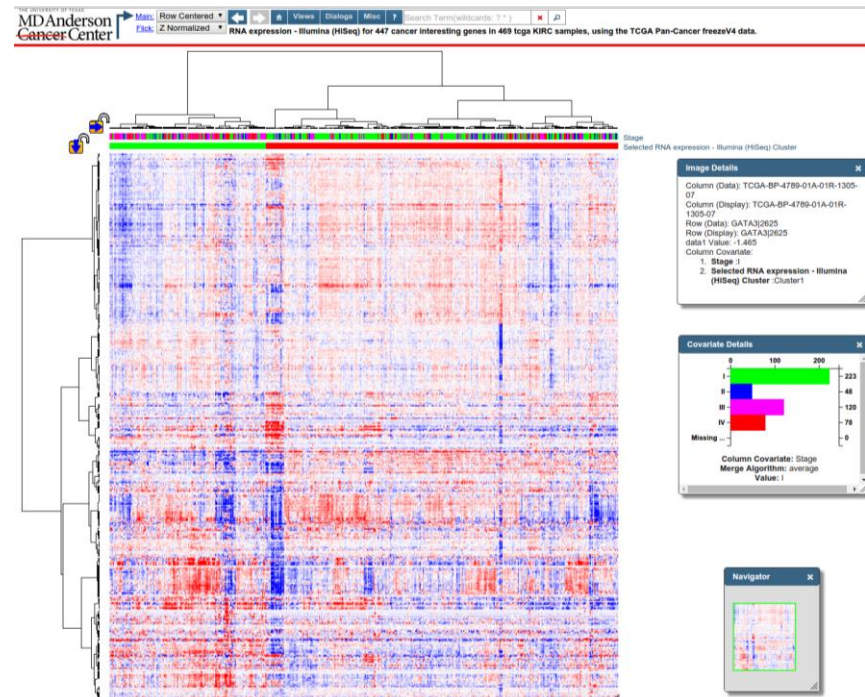 THE UNIVERSITY OF TEXAS
MD Anderson
Cancer Center
Main: Row Centered
Flick: Z Normalized
Views Dialogs Misc ? Search Term(wildcards: ? * )
RNA expression - Illumina (HiSeq) for 447 cancer interesting genes in 469 tcga KIRC samples, using the TCGA Pan-Cancer freezeV4 data.
Stage
Selected RNA expression - Illumina (HiSeq) Cluster
Image Details x
Column (Data): TCGA-BP-4789-01A-01R-1305-
07
Column (Display): TCGA-BP-4789-01A-01R-
1305-07
Row (Data): GATA3|2625
Row (Display): GATA3|2625
data1 Value: -1.465
Column Covariate:
1. Stage :I
2. Selected RNA expression - Illumina
(HiSeq) Cluster :Cluster1
Covariate Details x
0 100 200
I 223
II 48
III 120
IV 78
Missing ... 0
Column Covariate: Stage
Merge Algorithm: average
Value: I
Navigator x